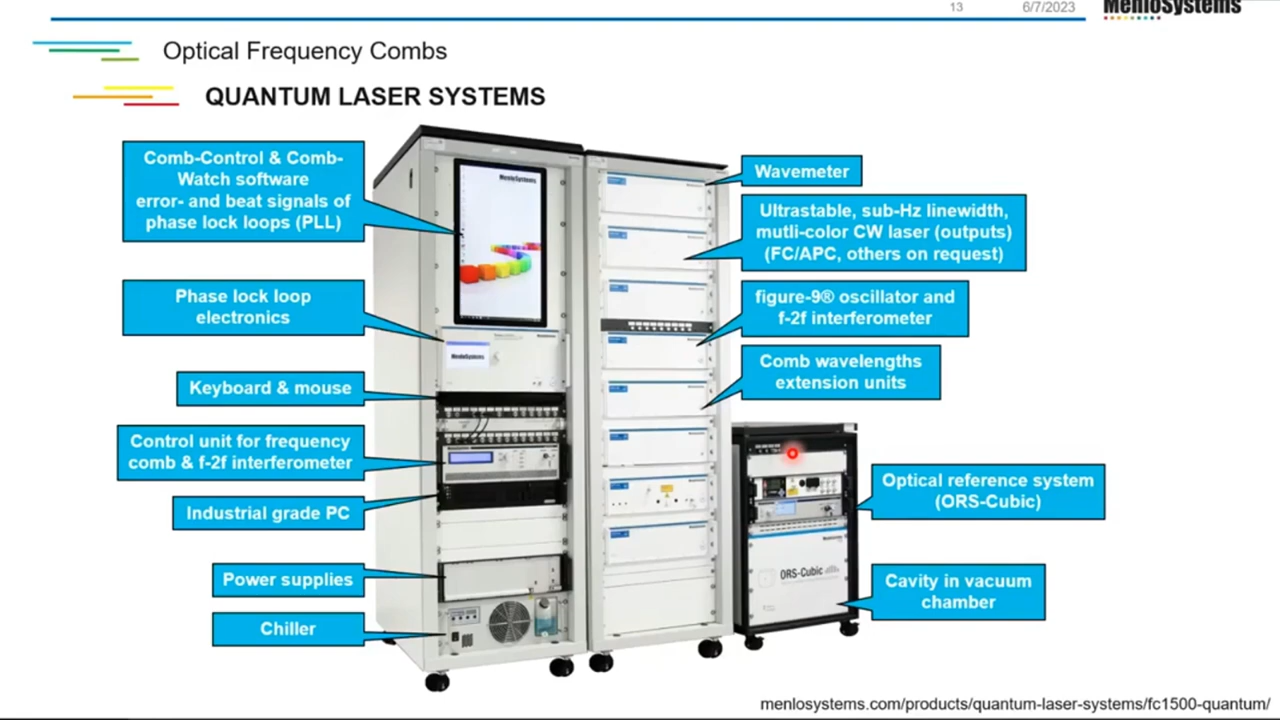 13
6/7/2023
MenloSystems
Optical Frequency Combs
QUANTUM LASER SYSTEMS
Comb-Control & Comb-
Watch software
error- and beat signals of
phase lock loops (PLL)
Phase lock loop
electronics
Keyboard & mouse
Control unit for frequency
comb & f-2f interferometer
Industrial grade PC
Power supplies
Chiller
MenloSystems
MenloSystems
Wavemeter
Ultrastable, sub-Hz linewidth,
mutli-color CW laser (outputs)
(FC/APC, others on request)
figure-9® oscillator and
f-2f interferometer
Comb wavelengths
extension units
Optical reference system
(ORS-Cubic)
ORS-Cubic
Cavity in vacuum
chamber
menlosystems.com/products/quantum-laser-systems/fc1500-quantum/